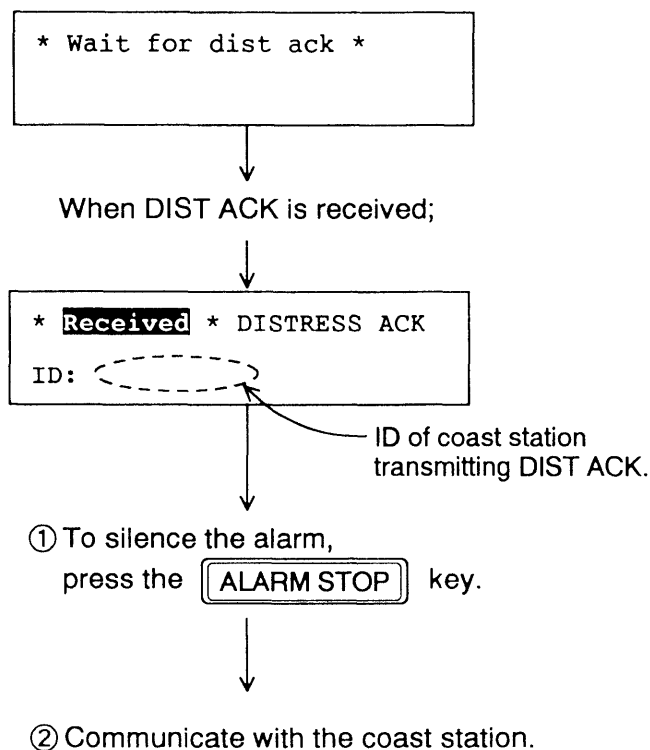 * Wait for dist ack *
When DIST ACK is received;
* Received * DISTRESS ACK
ID:
ID of coast station
transmitting DIST ACK.
① To silence the alarm,
press the ALARM STOP key.
② Communicate with the coast station.